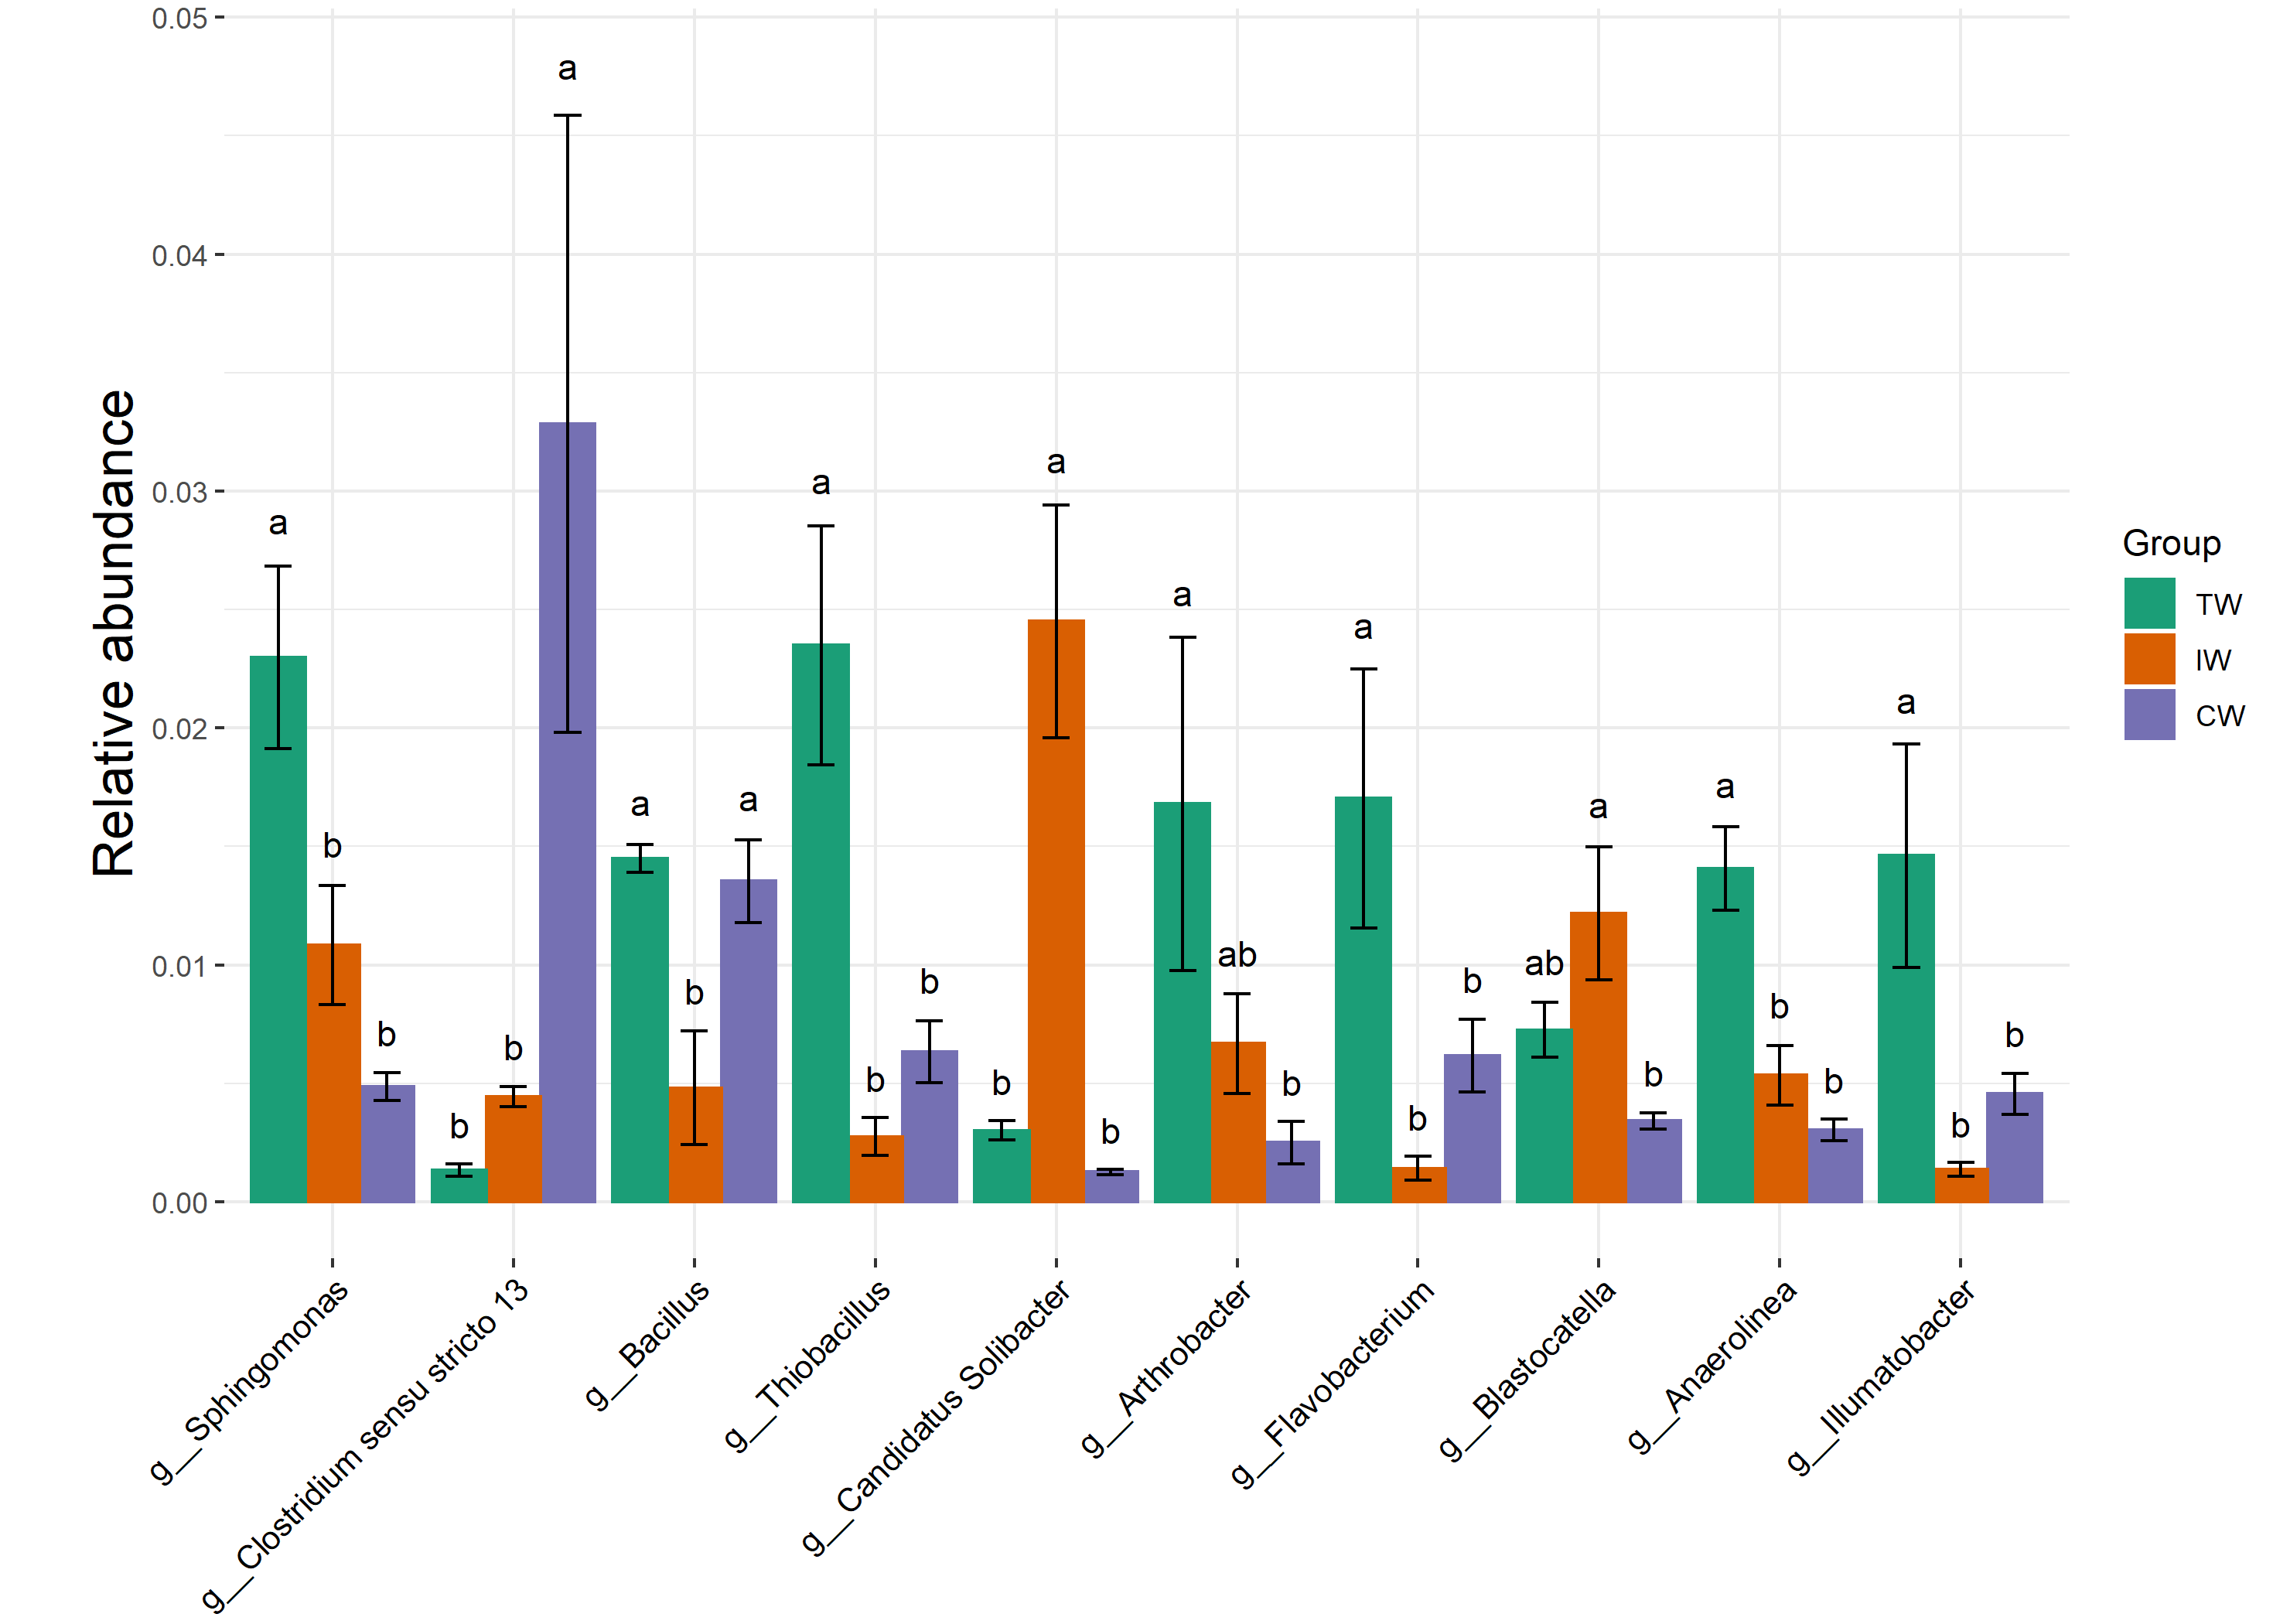 Relative abundance
0.05
0.04
0.03
0.02
0.01
0.00
a
b
b
b
b
a
a
b
a
a
b
b
b
a
b
a
ab
b
a
b
b
ab
a
b
a
b
b
a
b
b
g__Sphingomonas
g__Clostridium sensu stricto 13
g__Bacillus
g__Thiobacillus
g__Candidatus Solibacter
g__Arthrobacter
g__Flavobacterium
g__Blastocatella
g__Anaerolinea
g__Illumatobacter
Group
TW
IW
CW